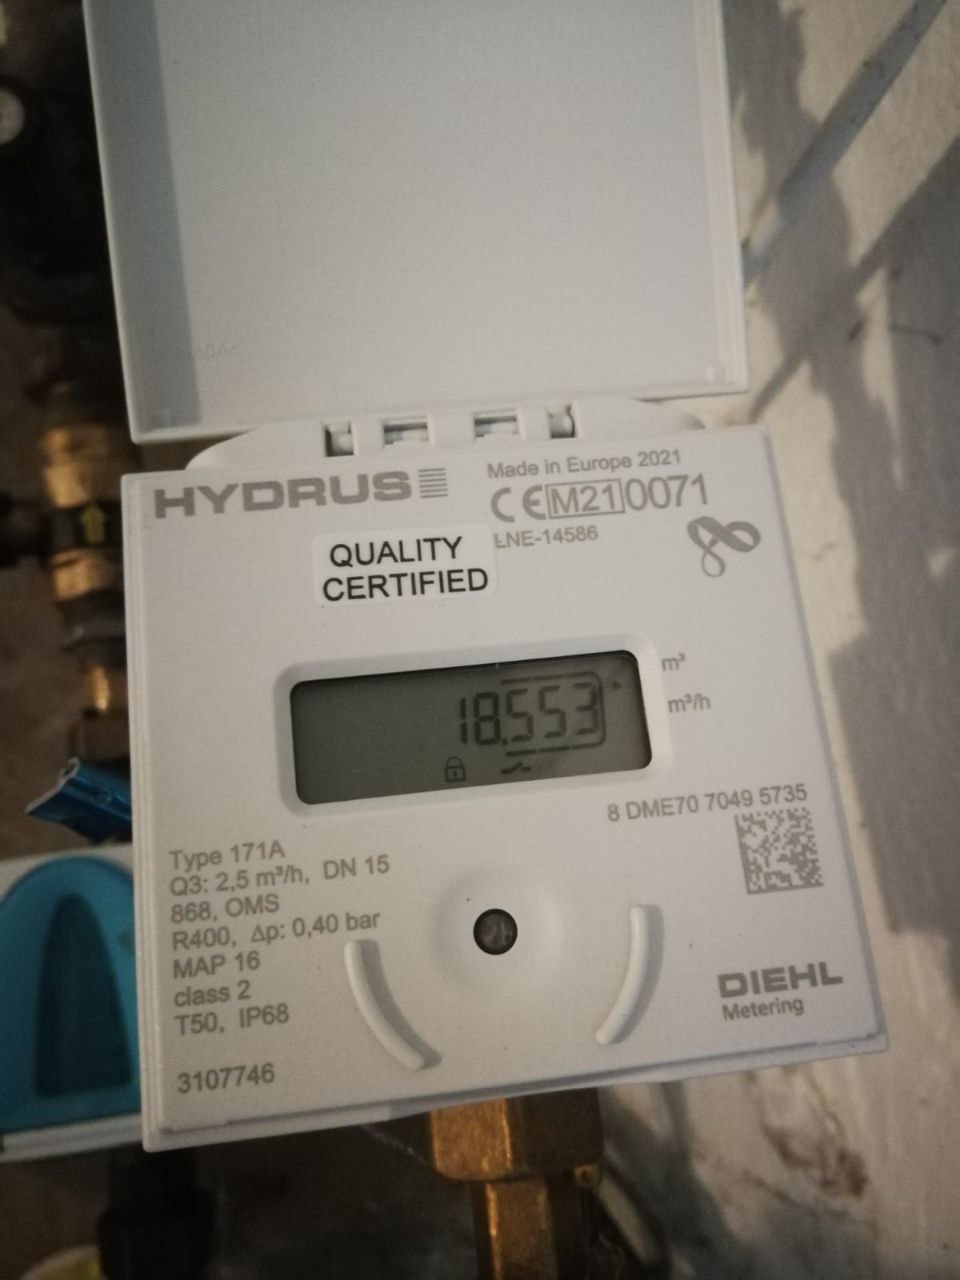 HYDRUS
Made in Europe 2021
CE M21 0071
LNE-14586
QUALITY
CERTIFIED
m³
18.553
m³/h
8 DME70 7049 5735
Type 171A
Q3: 2,5 m³/h, DN 15
868, OMS
R400, Δp: 0,40 bar
MAP 16
class 2
T50, IP68
3107746
DIEHL
Metering